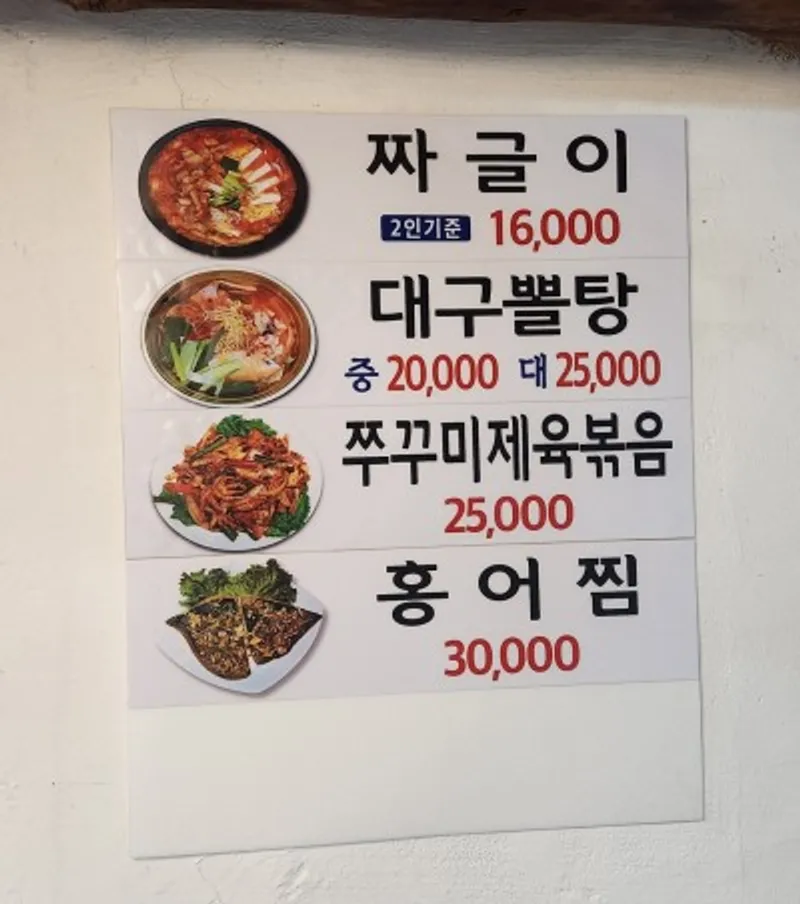 짜글이
2인기준 16,000
대구뽈탕
중 20,000 대 25,000
쭈꾸미제육볶음
25,000
홍어찜
30,000